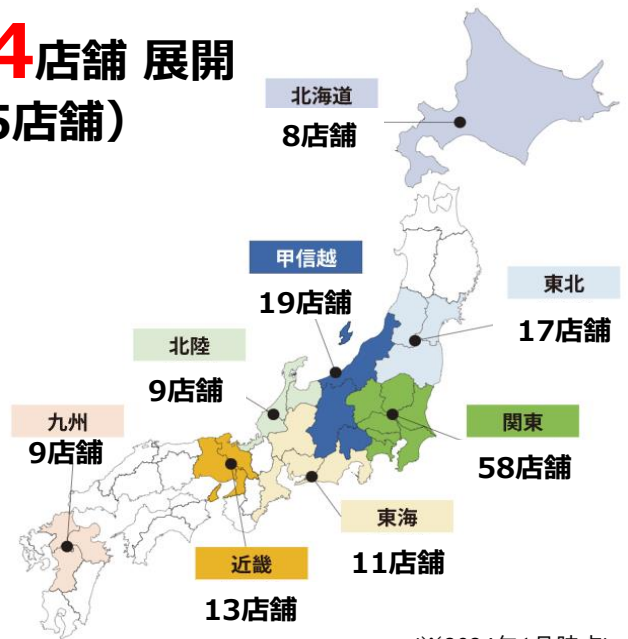 4店舗 展開
5店舗）
北海道
8店舗
甲信越
19店舗
東北
17店舗
北陸
9店舗
九州
9店舗
関東
58店舗
東海
11店舗
近畿
13店舗